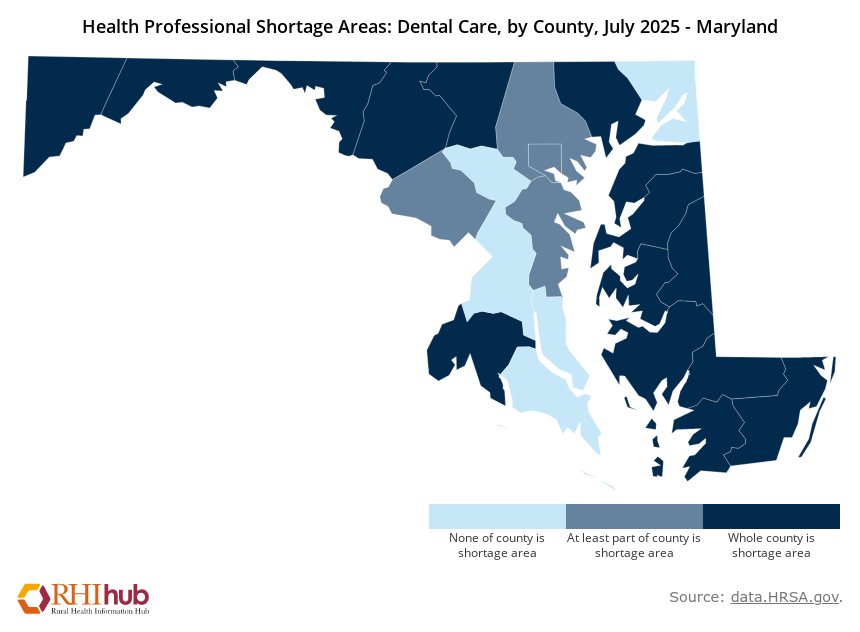 Health Professional Shortage Areas: Dental Care, by County, July 2025 - Maryland
None of county is
shortage area
At least part of county is
shortage area
Whole county is
shortage area
RHIhub
Rural Health Information Hub
Source: data.HRSA.gov.